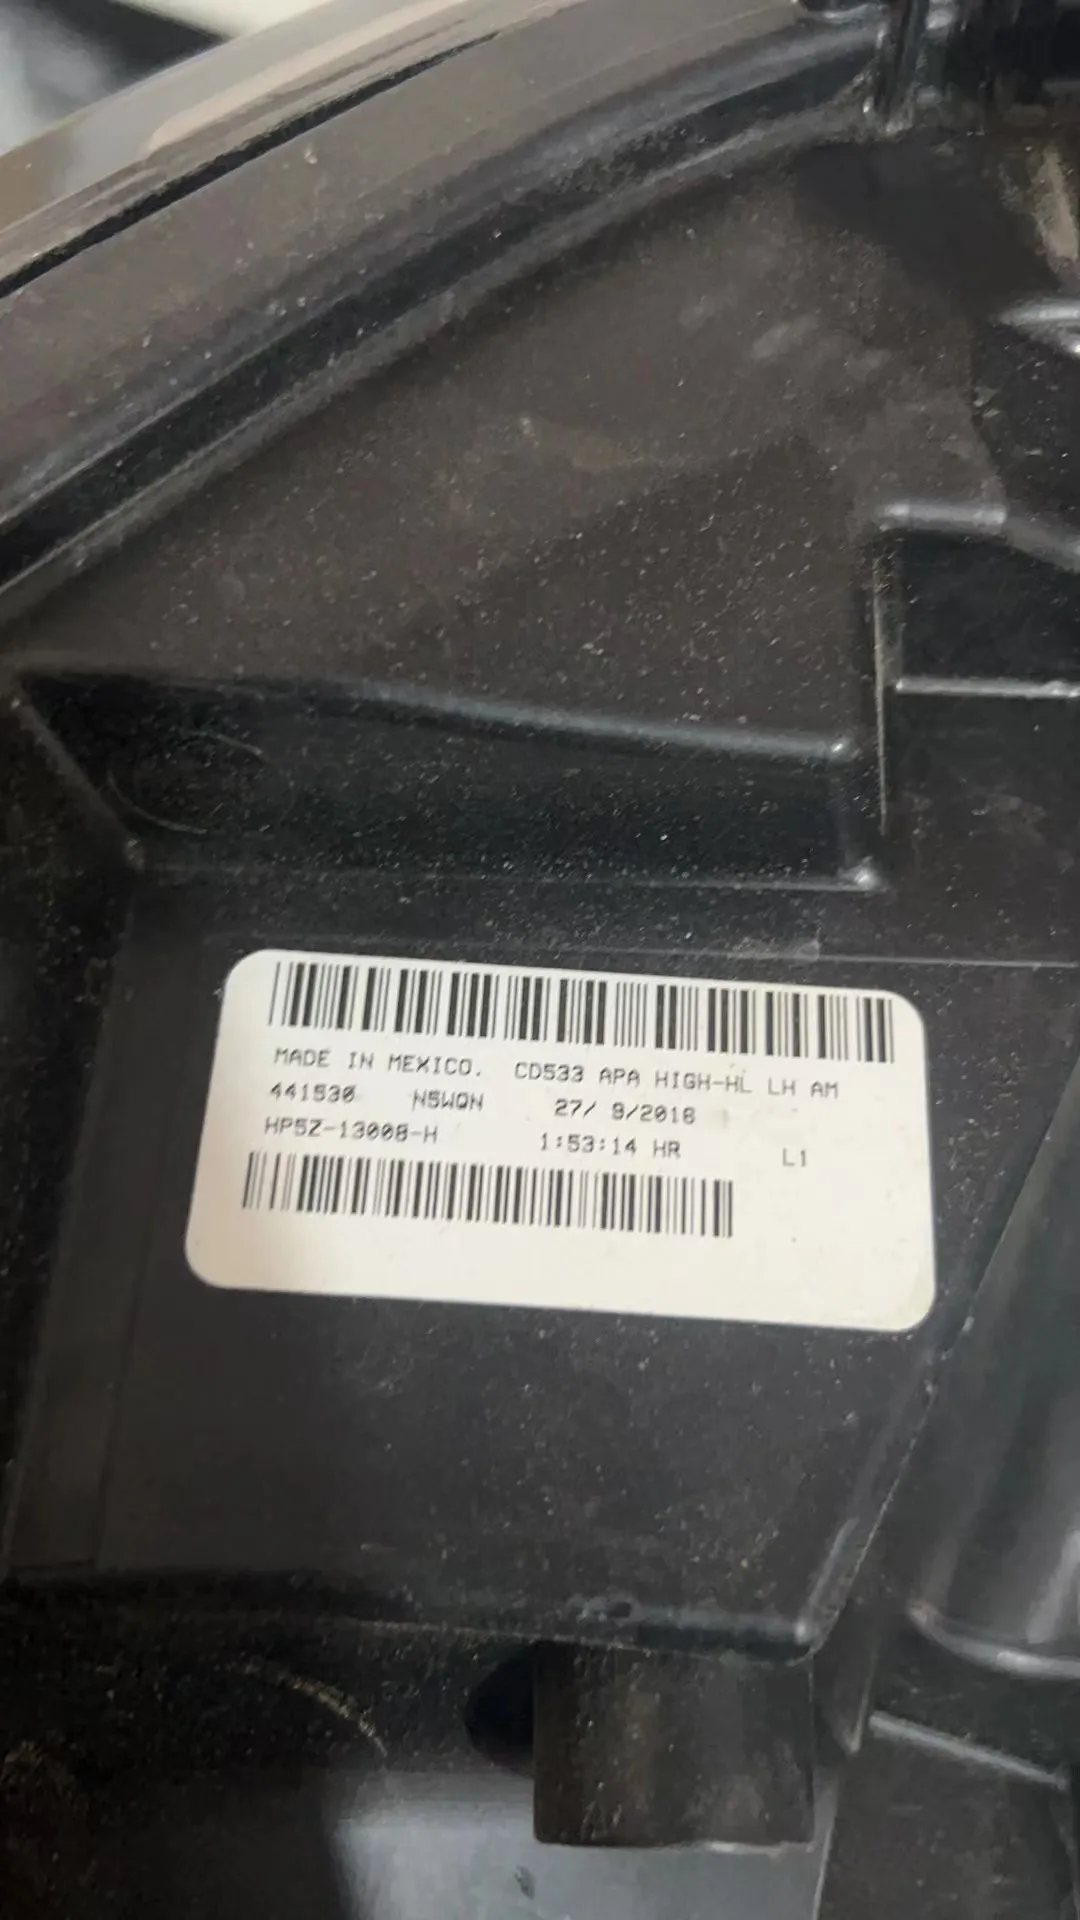 MADE IN MEXICO. CD533 APA HIGH-HL LH AM
441530 N5WQN 27/ 9/2016
HP5Z-13008-H 1:53:14 HR L1